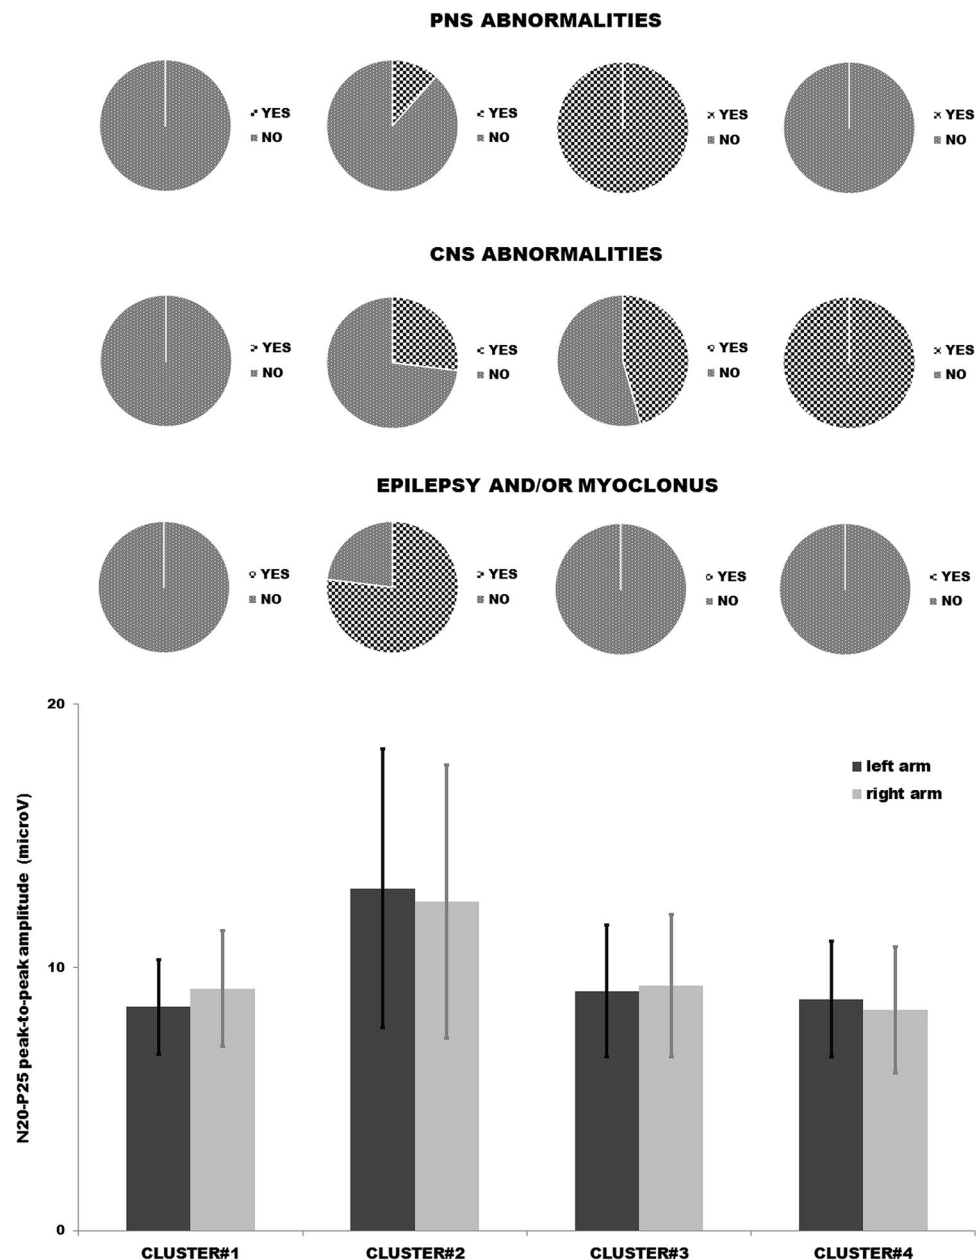 PNS ABNORMALITIES
YES
NO
YES
NO
YES
NO
YES
NO
CNS ABNORMALITIES
YES
NO
YES
NO
YES
NO
YES
NO
EPILEPSY AND/OR MYOCLONUS
YES
NO
YES
NO
YES
NO
YES
NO
N20-P25 peak-to-peak amplitude (microV)
20
10
0
left arm
right arm
CLUSTER#1 CLUSTER#2 CLUSTER#3 CLUSTER#4